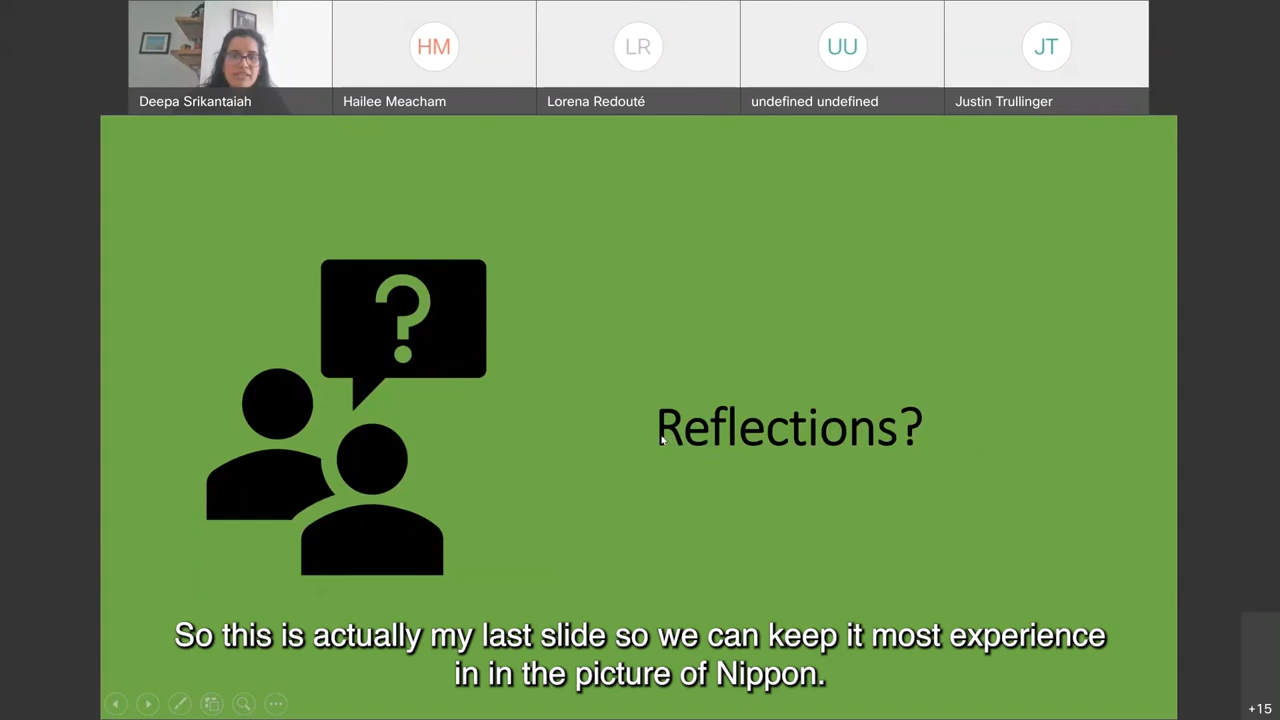 HM
LR
UU
JT
Deepa Srikantaiah
Hailee Meacham
Lorena Redouté
undefined undefined
Justin Trullinger
?
Reflections?
So this is actually my last slide so we can keep it most experience
in in the picture of Nippon.
+15